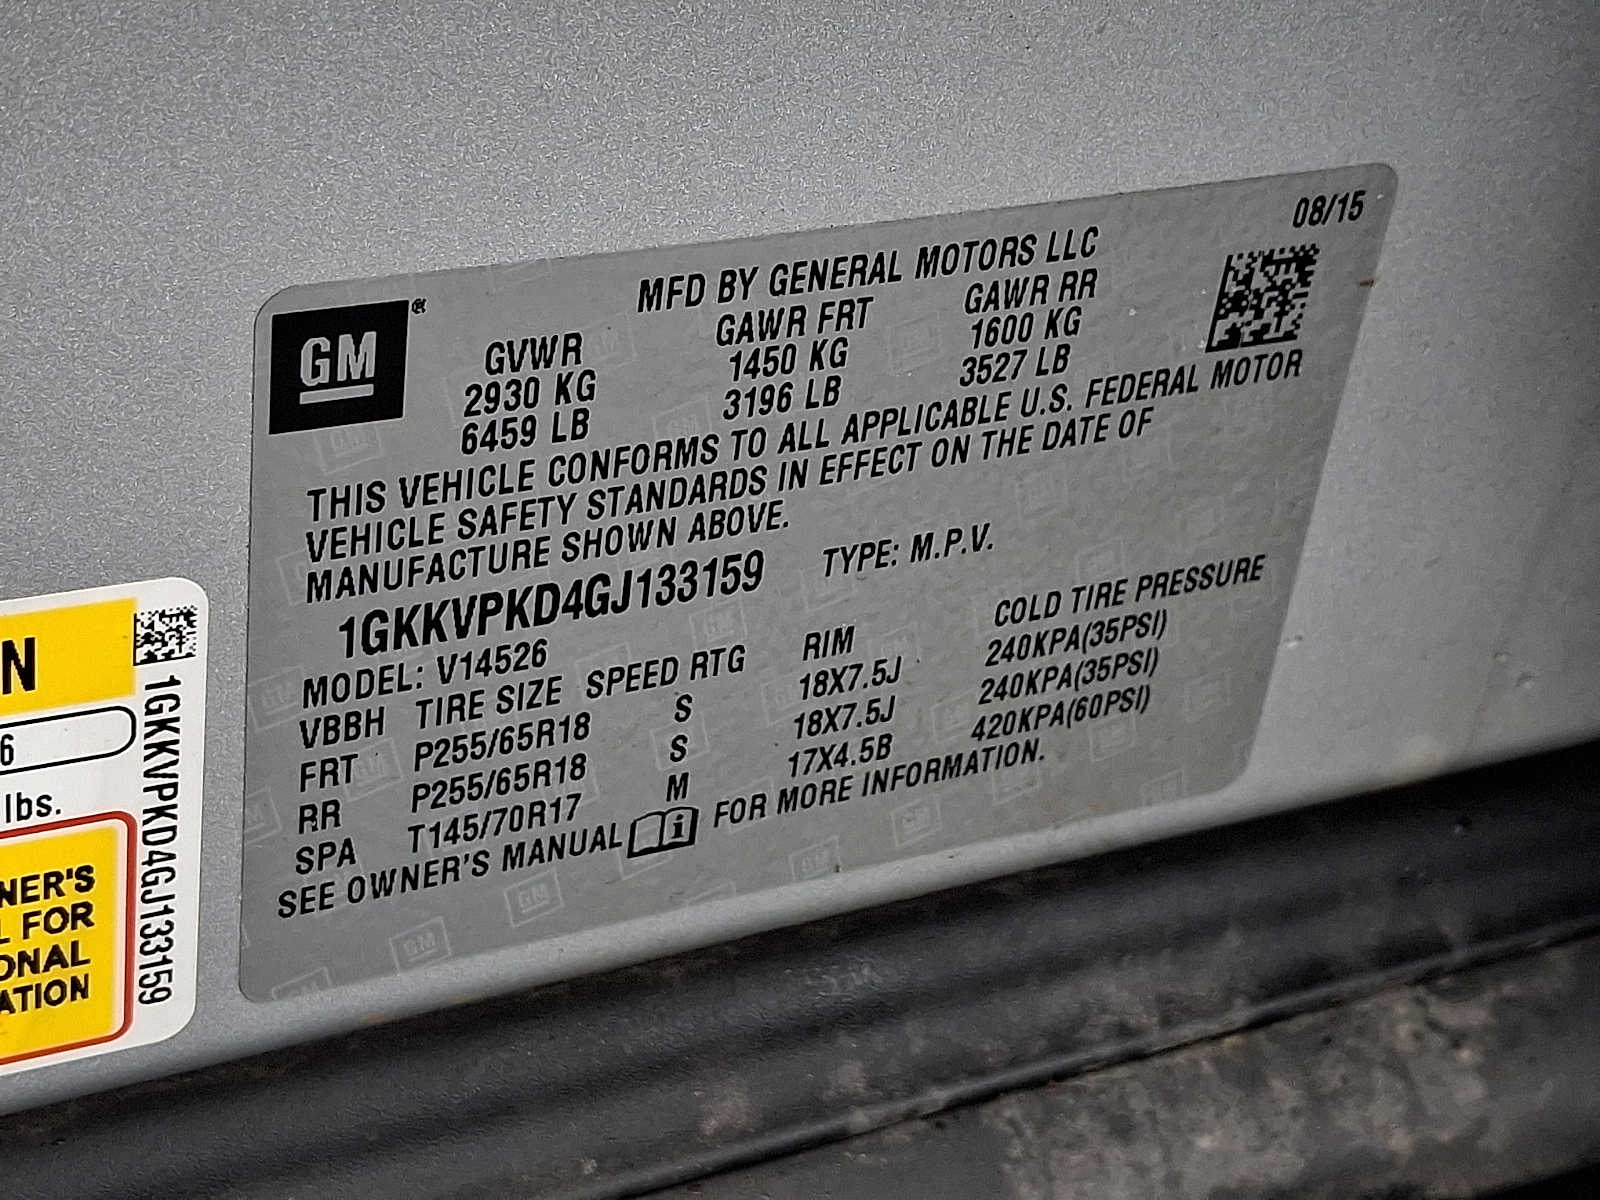 08/15
MFD BY GENERAL MOTORS LLC
GM®
GVWR GAWR FRT GAWR RR
2930 KG 1450 KG 1600 KG
6459 LB 3196 LB 3527 LB
THIS VEHICLE CONFORMS TO ALL APPLICABLE U.S. FEDERAL MOTOR
VEHICLE SAFETY STANDARDS IN EFFECT ON THE DATE OF
MANUFACTURE SHOWN ABOVE.
1GKKVPKD4GJ133159 TYPE: M.P.V.
MODEL: V14526
VBBH TIRE SIZE SPEED RTG RIM COLD TIRE PRESSURE
FRT P255/65R18 S 18X7.5J 240KPA(35PSI)
RR P255/65R18 S 18X7.5J 240KPA(35PSI)
SPA T145/70R17 M 17X4.5B 420KPA(60PSI)
SEE OWNER'S MANUAL i FOR MORE INFORMATION.
N
6
lbs.
NER'S
L FOR
ONAL
ATION
1GKKVPKD4GJ133159